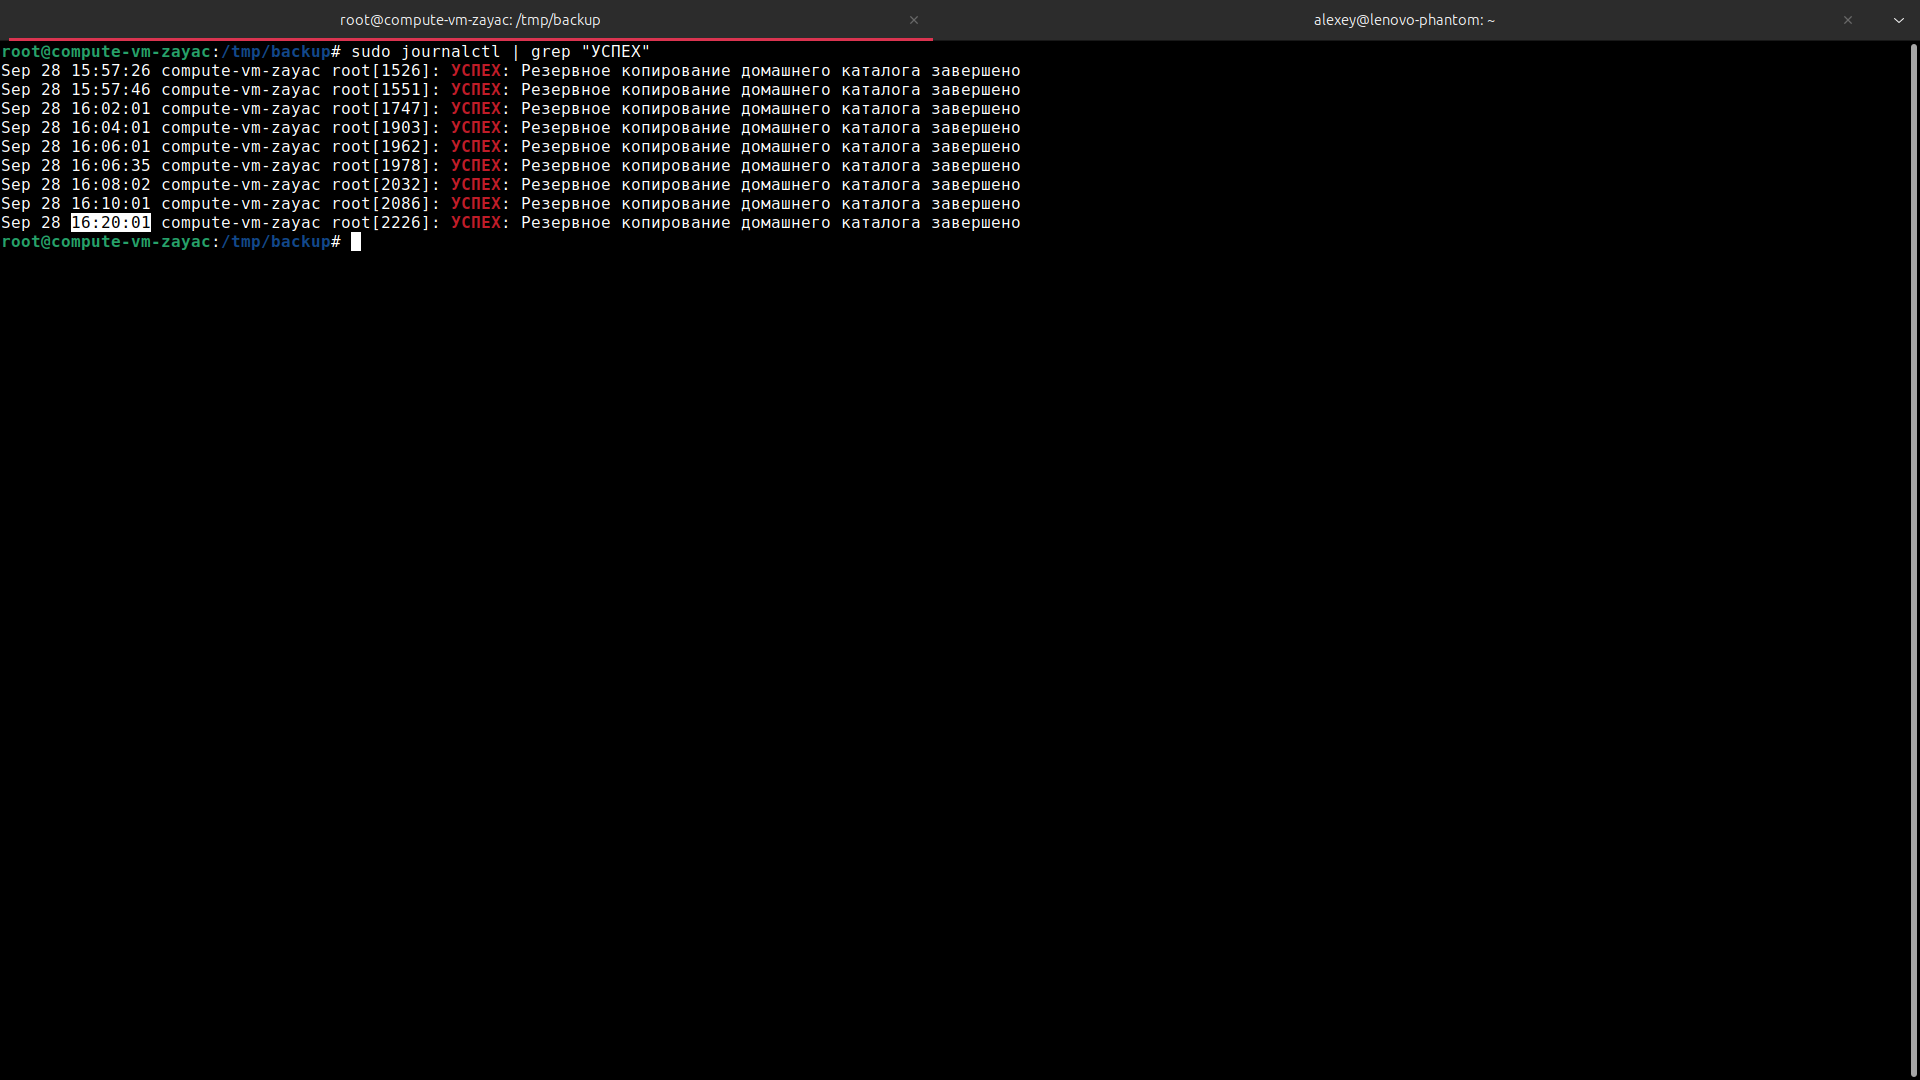 root@compute-vm-zayac: /tmp/backup
alexey@lenovo-phantom: ~
root@compute-vm-zayac:/tmp/backup# sudo journalctl | grep "УСПЕХ"
Sep 28 15:57:26 compute-vm-zayac root[1526]: УСПЕХ: Резервное копирование домашнего каталога завершено
Sep 28 15:57:46 compute-vm-zayac root[1551]: УСПЕХ: Резервное копирование домашнего каталога завершено
Sep 28 16:02:01 compute-vm-zayac root[1747]: УСПЕХ: Резервное копирование домашнего каталога завершено
Sep 28 16:04:01 compute-vm-zayac root[1903]: УСПЕХ: Резервное копирование домашнего каталога завершено
Sep 28 16:06:01 compute-vm-zayac root[1962]: УСПЕХ: Резервное копирование домашнего каталога завершено
Sep 28 16:06:35 compute-vm-zayac root[1978]: УСПЕХ: Резервное копирование домашнего каталога завершено
Sep 28 16:08:02 compute-vm-zayac root[2032]: УСПЕХ: Резервное копирование домашнего каталога завершено
Sep 28 16:10:01 compute-vm-zayac root[2086]: УСПЕХ: Резервное копирование домашнего каталога завершено
Sep 28 16:20:01 compute-vm-zayac root[2226]: УСПЕХ: Резервное копирование домашнего каталога завершено
root@compute-vm-zayac:/tmp/backup#